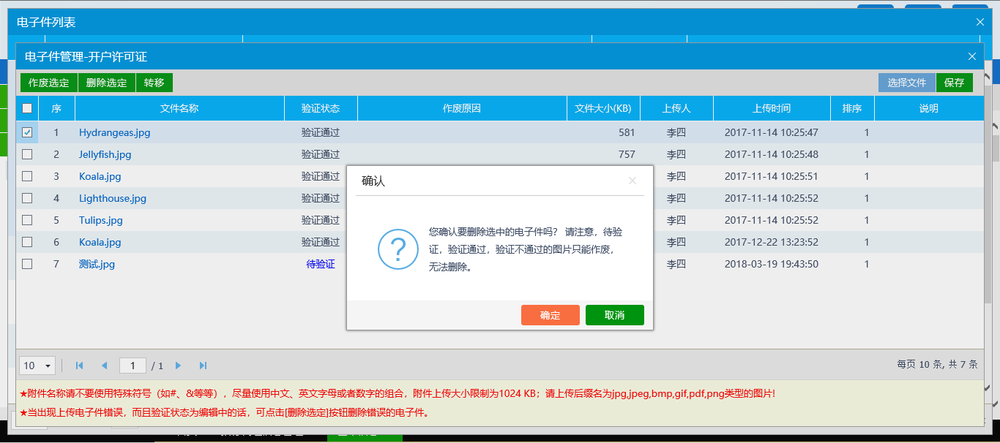 电子件列表
电子件管理-开户许可证
作废选定 删除选定 转移 选择文件 保存
序 文件名称 验证状态 作废原因 文件大小(KB) 上传人 上传时间 排序 说明
1 Hydrangeas.jpg 验证通过 581 李四 2017-11-14 10:25:47 1
2 Jellyfish.jpg 验证通过 757 李四 2017-11-14 10:25:48 1
3 Koala.jpg 验证通过 李四 2017-11-14 10:25:51 1
4 Lighthouse.jpg 验证通过 李四 2017-11-14 10:25:52 1
5 Tulips.jpg 验证通过 李四 2017-11-14 10:25:52 1
6 Koala.jpg 验证通过 李四 2017-12-22 13:23:52 1
7 测试.jpg 待验证 李四 2018-03-19 19:43:50 1
确认
您确认要删除选中的电子件吗? 请注意，待验
证，验证通过，验证不通过的图片只能作废，
无法删除。
确定 取消
10 1 / 1 每页 10 条, 共 7 条
★附件名称请不要使用特殊符号（如#、&等等），尽量使用中文、英文字母或者数字的组合，附件上传大小限制为1024 KB；请上传后缀名为jpg,jpeg,bmp,gif,pdf,png类型的图片!
★当出现上传电子件错误，而且验证状态为编辑中的话，可点击[删除选定]按钮删除错误的电子件。